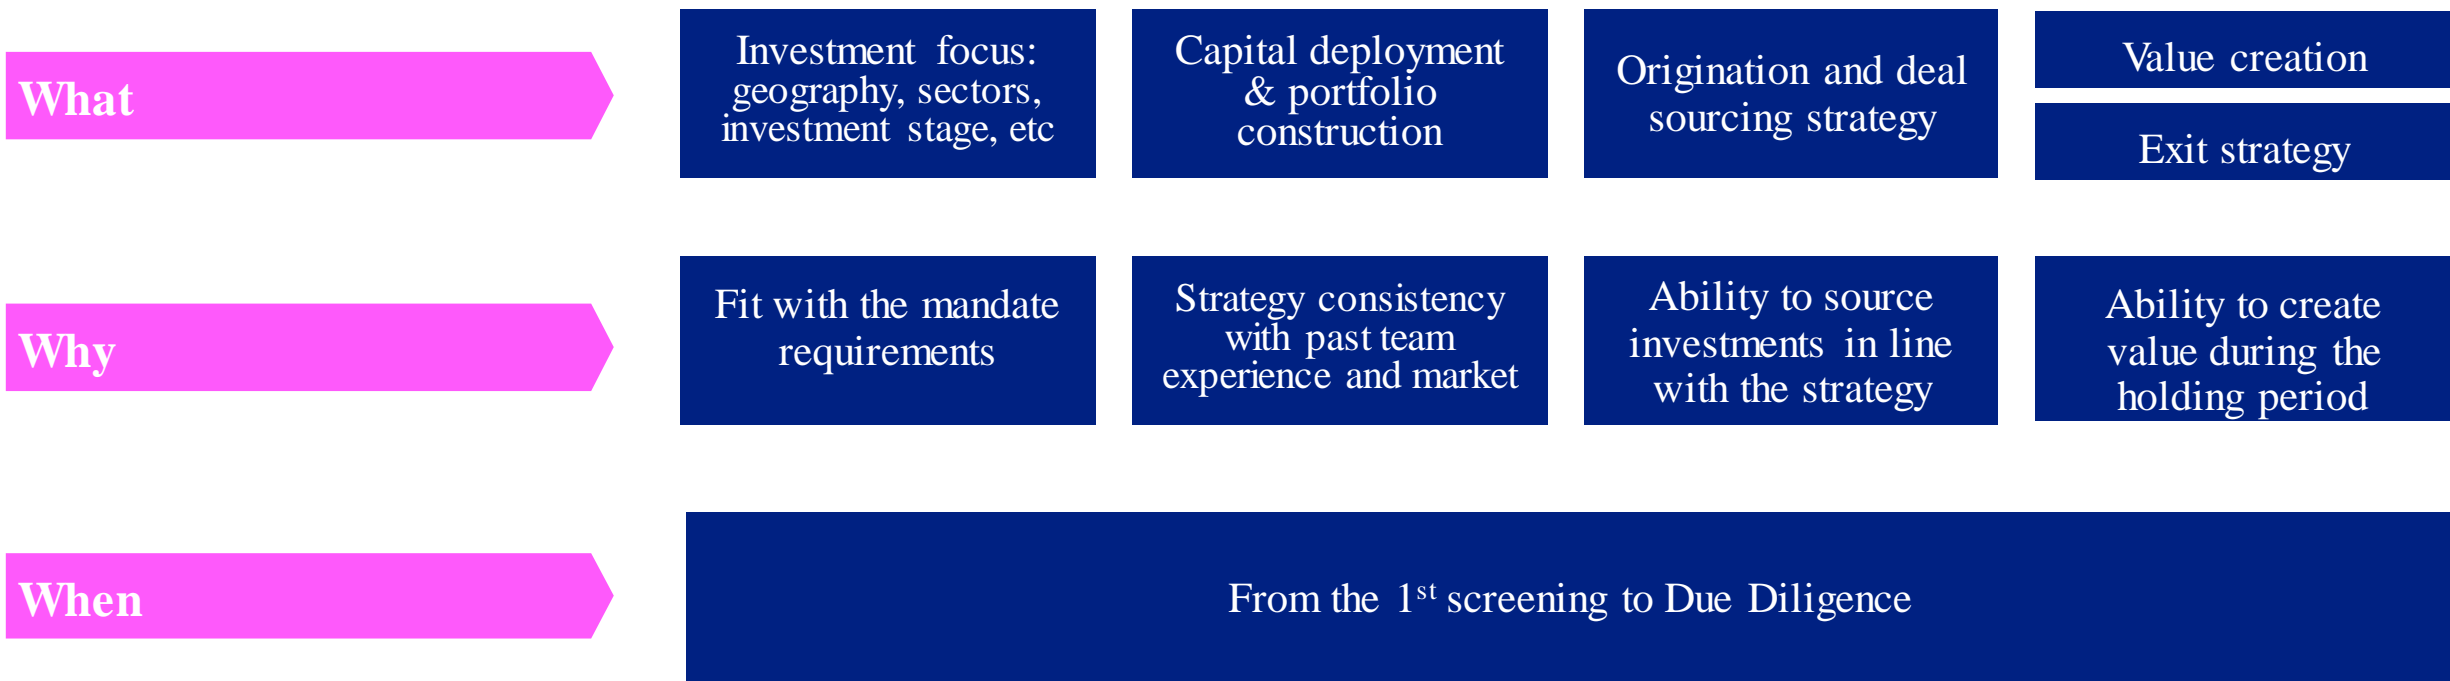 What
Investment focus:
geography, sectors,
investment stage, etc
Capital deployment
& portfolio
construction
Origination and deal
sourcing strategy
Value creation
Exit strategy
Why
Fit with the mandate
requirements
Strategy consistency
with past team
experience and market
Ability to source
investments in line
with the strategy
Ability to create
value during the
holding period
When
From the 1st screening to Due Diligence